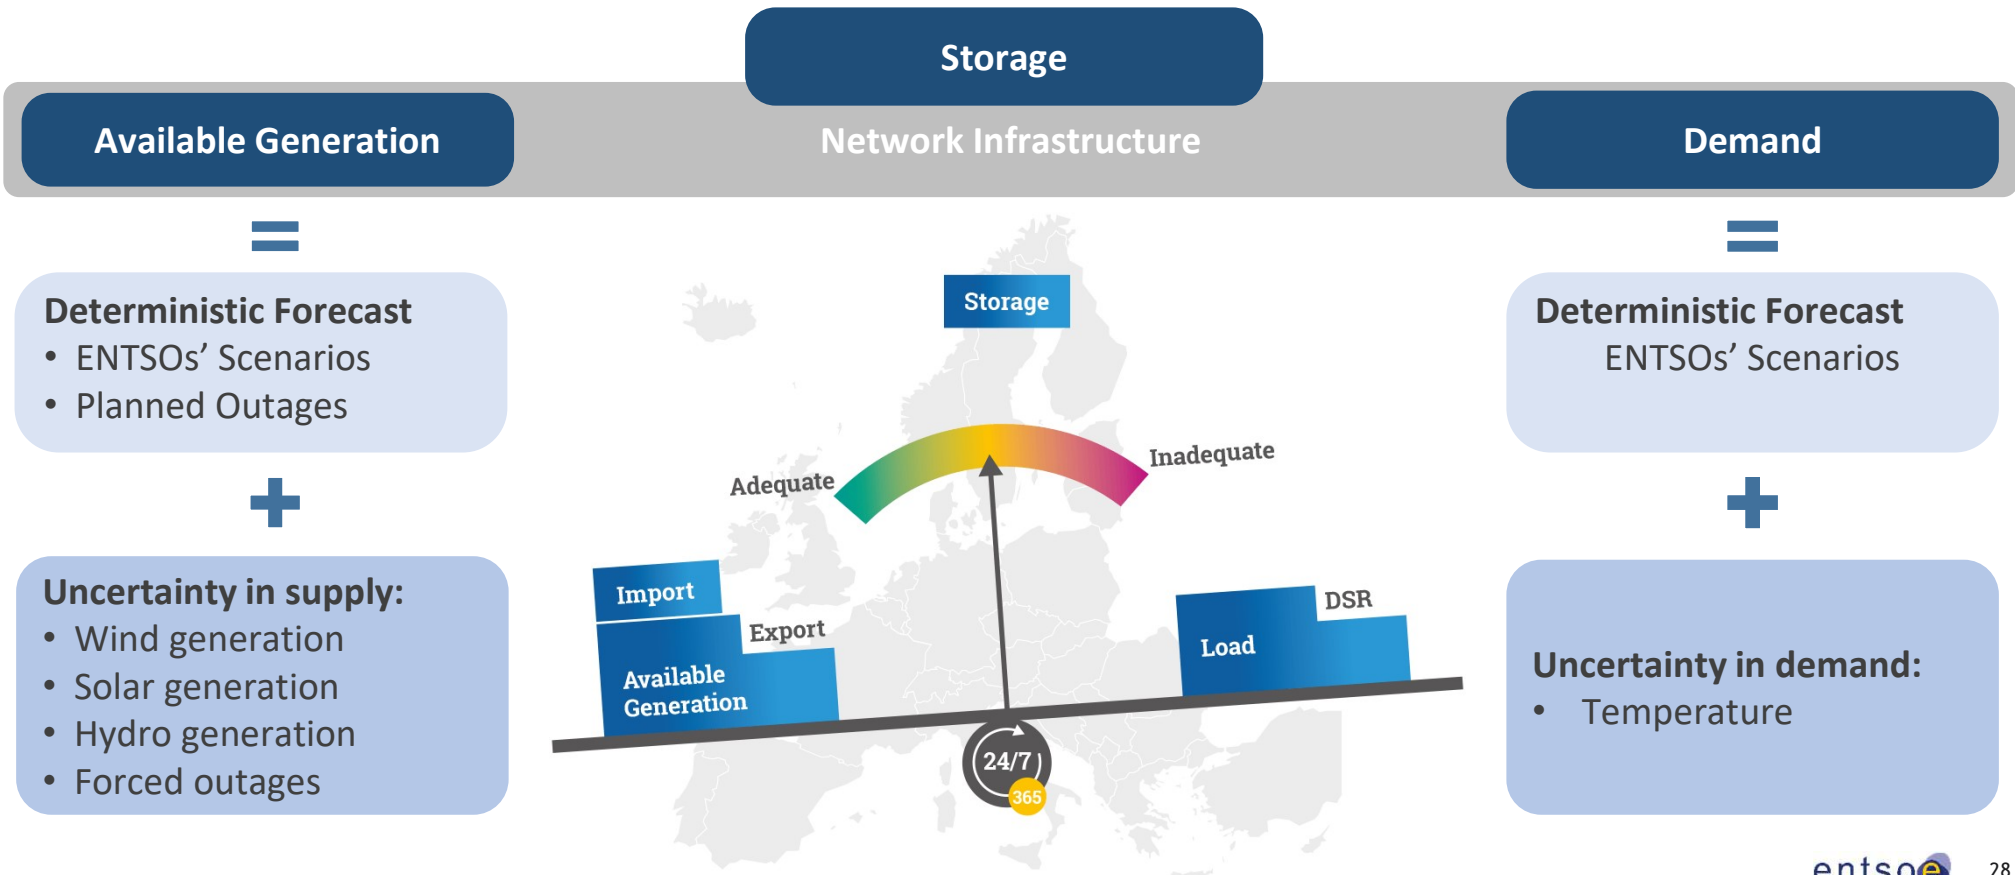 Storage
Available Generation
Network Infrastructure
Demand
Deterministic Forecast
• ENTSOs’ Scenarios
• Planned Outages
Uncertainty in supply:
• Wind generation
• Solar generation
• Hydro generation
• Forced outages
Storage
Adequate
Inadequate
Import
Export
Available
Generation
DSR
Load
24/7
365
Deterministic Forecast
ENTSOs’ Scenarios
Uncertainty in demand:
• Temperature
entsoe
28